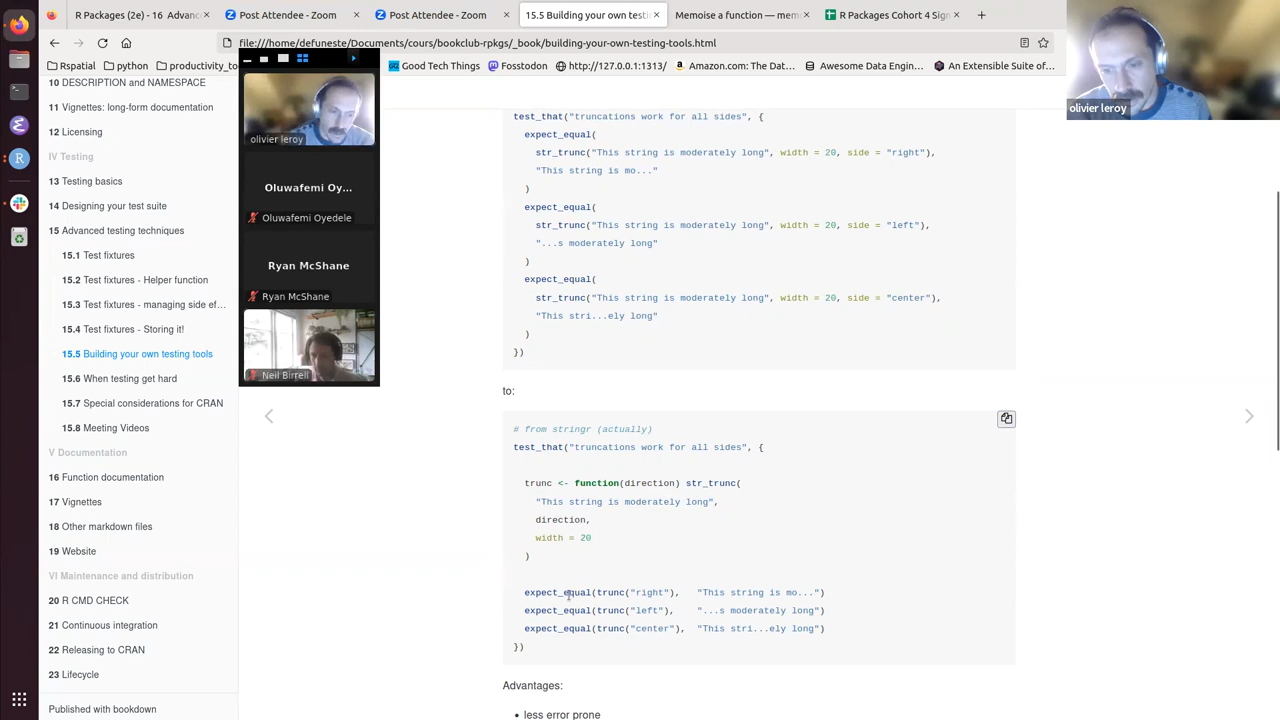 R Packages (2e) - 16 Advanc
Post Attendee - Zoom
Post Attendee - Zoom
15.5 Building your own testi
Memoise a function — mem
R Packages Cohort 4 Sign
file:///home/defuneste/Documents/cours/bookclub-rpkgs/_book/building-your-own-testing-tools.html
Rspatial
python
productivity_to
Good Tech Things
Fosstodon
http://127.0.0.1:1313/
Amazon.com: The Dat…
Awesome Data Engin…
An Extensible Suite of…
olivier leroy
10 DESCRIPTION and NAMESPACE
11 Vignettes: long-form documentation
12 Licensing
IV Testing
13 Testing basics
14 Designing your test suite
15 Advanced testing techniques
15.1 Test fixtures
15.2 Test fixtures - Helper function
15.3 Test fixtures - managing side ef…
15.4 Test fixtures - Storing it!
15.5 Building your own testing tools
15.6 When testing get hard
15.7 Special considerations for CRAN
15.8 Meeting Videos
V Documentation
16 Function documentation
17 Vignettes
18 Other markdown files
19 Website
VI Maintenance and distribution
20 R CMD CHECK
21 Continuous integration
22 Releasing to CRAN
23 Lifecycle
Published with bookdown
olivier leroy
Oluwafemi Oy...
Oluwafemi Oyedele
Ryan McShane
Ryan McShane
Neil Birrell
test_that("truncations work for all sides", {
expect_equal(
str_trunc("This string is moderately long", width = 20, side = "right"),
"This string is mo..."
)
expect_equal(
str_trunc("This string is moderately long", width = 20, side = "left"),
"...s moderately long"
)
expect_equal(
str_trunc("This string is moderately long", width = 20, side = "center"),
"This stri...ely long"
)
})
to:
# from stringr (actually)
test_that("truncations work for all sides", {
trunc <- function(direction) str_trunc(
"This string is moderately long",
direction,
width = 20
)
expect_equal(trunc("right"), "This string is mo...")
expect_equal(trunc("left"), "...s moderately long")
expect_equal(trunc("center"), "This stri...ely long")
})
Advantages:
• less error prone